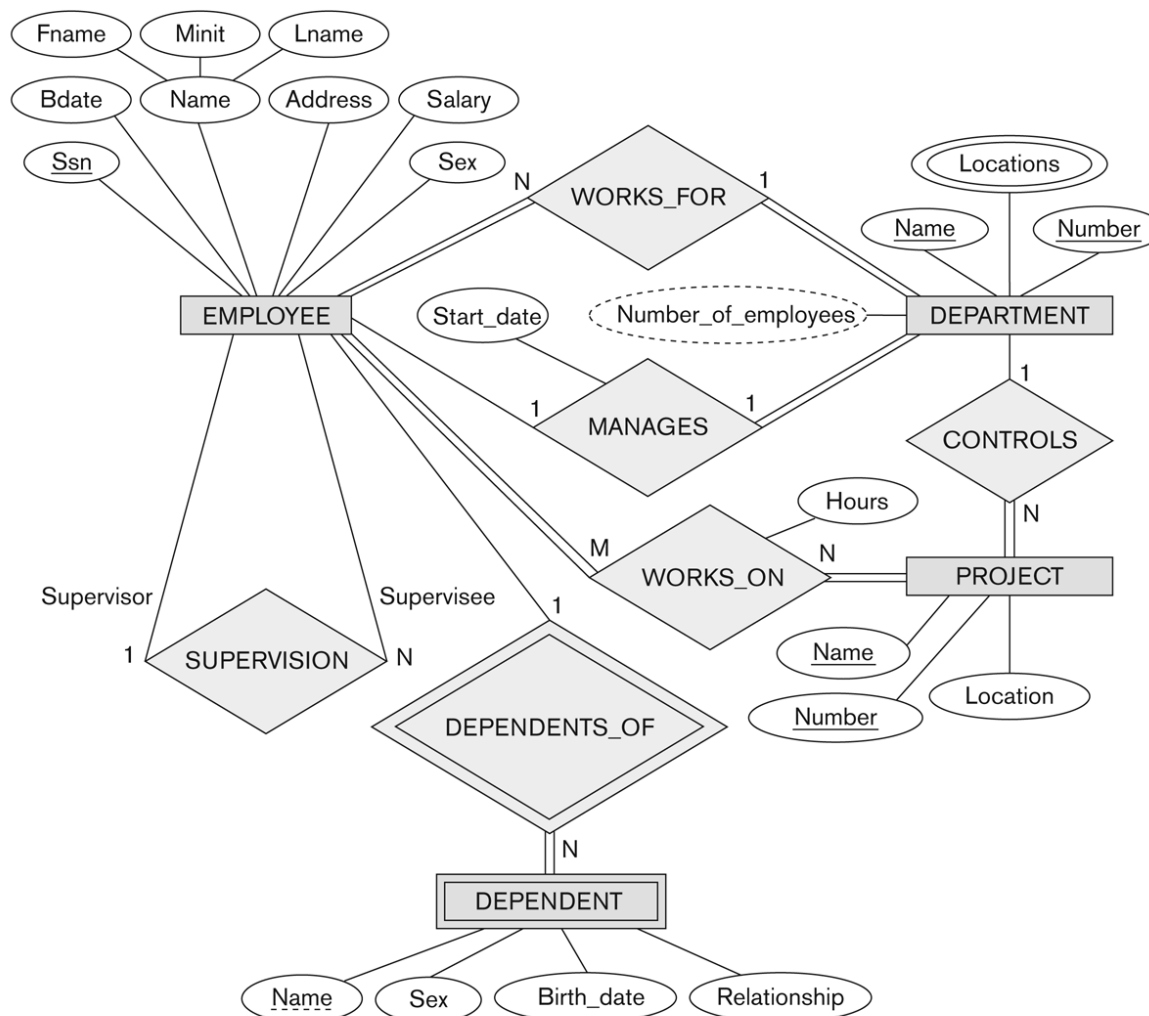 Fname
Minit
Lname
Bdate
Name
Address
Salary
Ssn
Sex
N
WORKS_FOR
1
Locations
Name
Number
EMPLOYEE
Start_date
Number_of_employees
DEPARTMENT
1
MANAGES
1
1
CONTROLS
N
Hours
M
WORKS_ON
N
PROJECT
Supervisor
Supervisee
1
SUPERVISION
N
1
Name
Number
Location
DEPENDENTS_OF
N
DEPENDENT
Name
Sex
Birth_date
Relationship